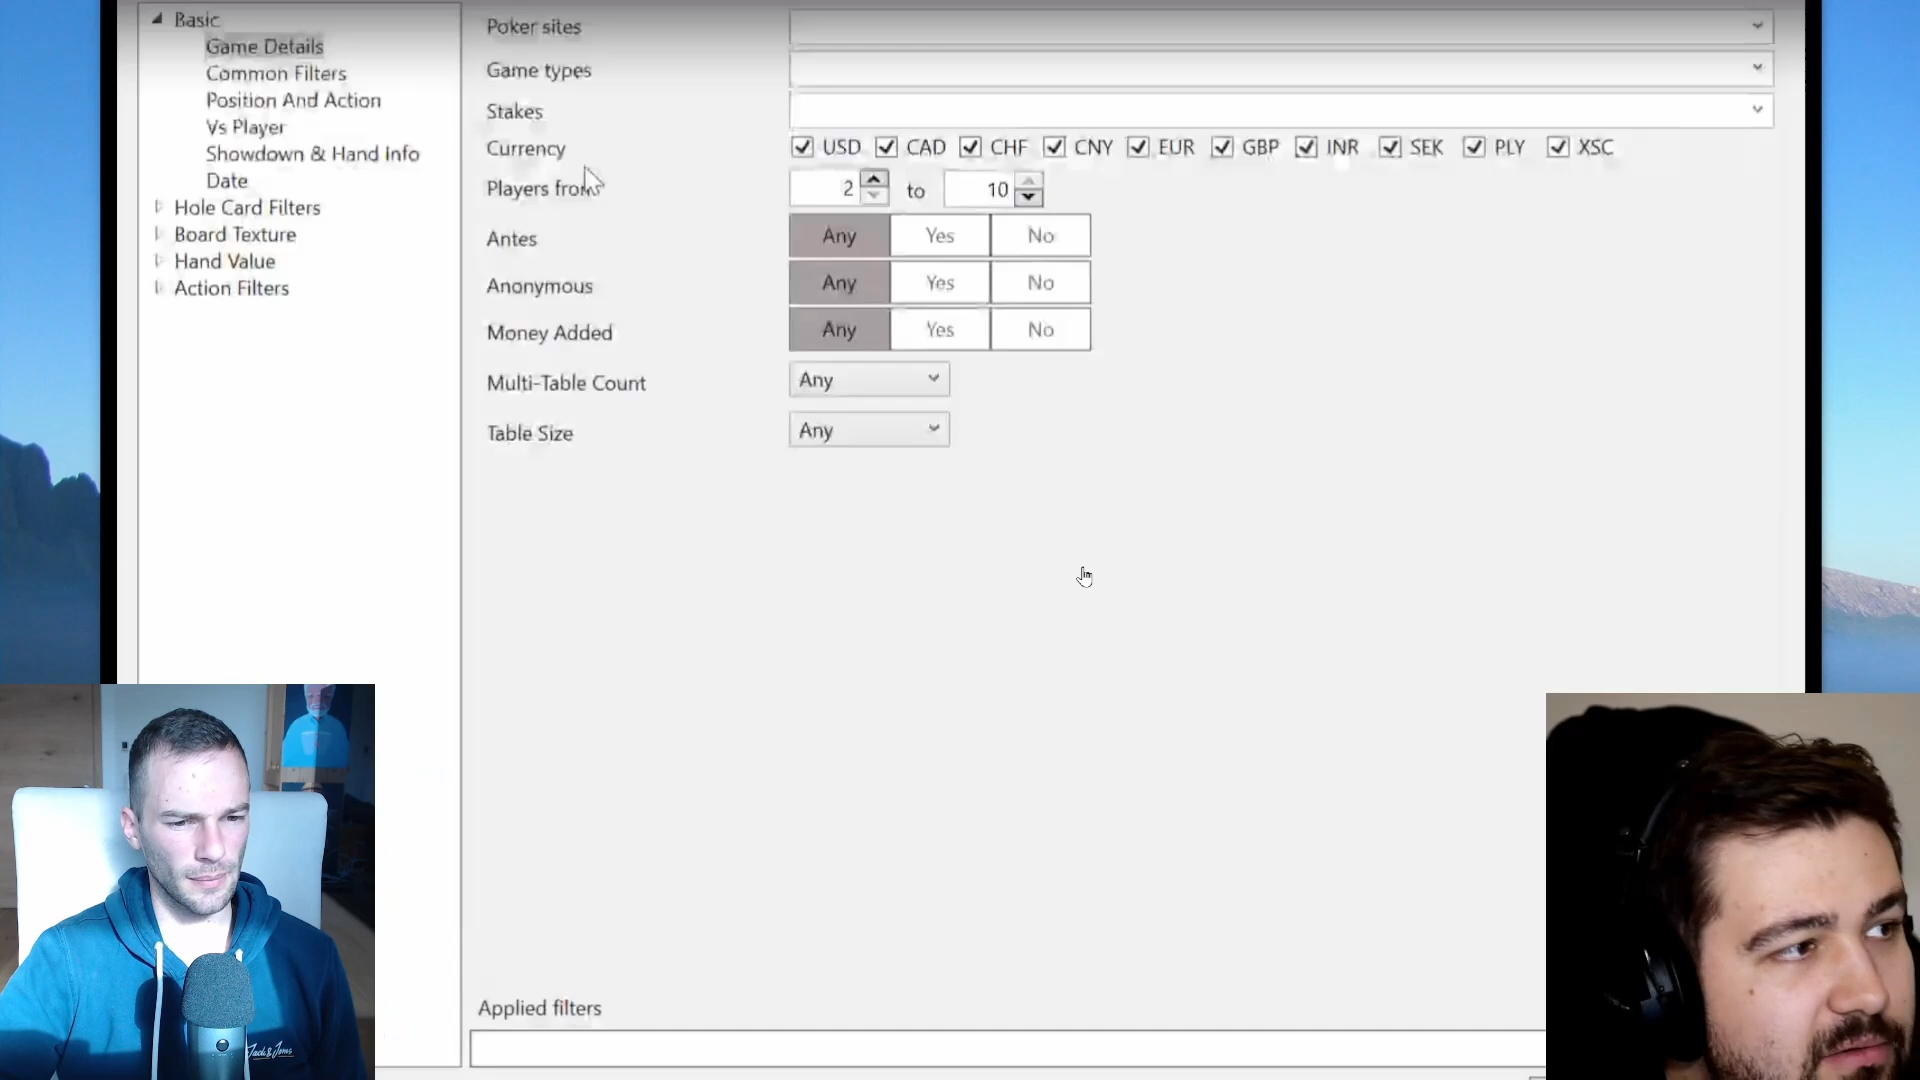 Basic
Game Details
Common Filters
Position And Action
Vs Player
Showdown & Hand Info
Date
Hole Card Filters
Board Texture
Hand Value
Action Filters
Poker sites
Game types
Stakes
Currency USD CAD CHF CNY EUR GBP INR SEK PLY XSC
Players from 2 to 10
Antes Any Yes No
Anonymous Any Yes No
Money Added Any Yes No
Multi-Table Count Any
Table Size Any
Applied filters
Jack & Jones